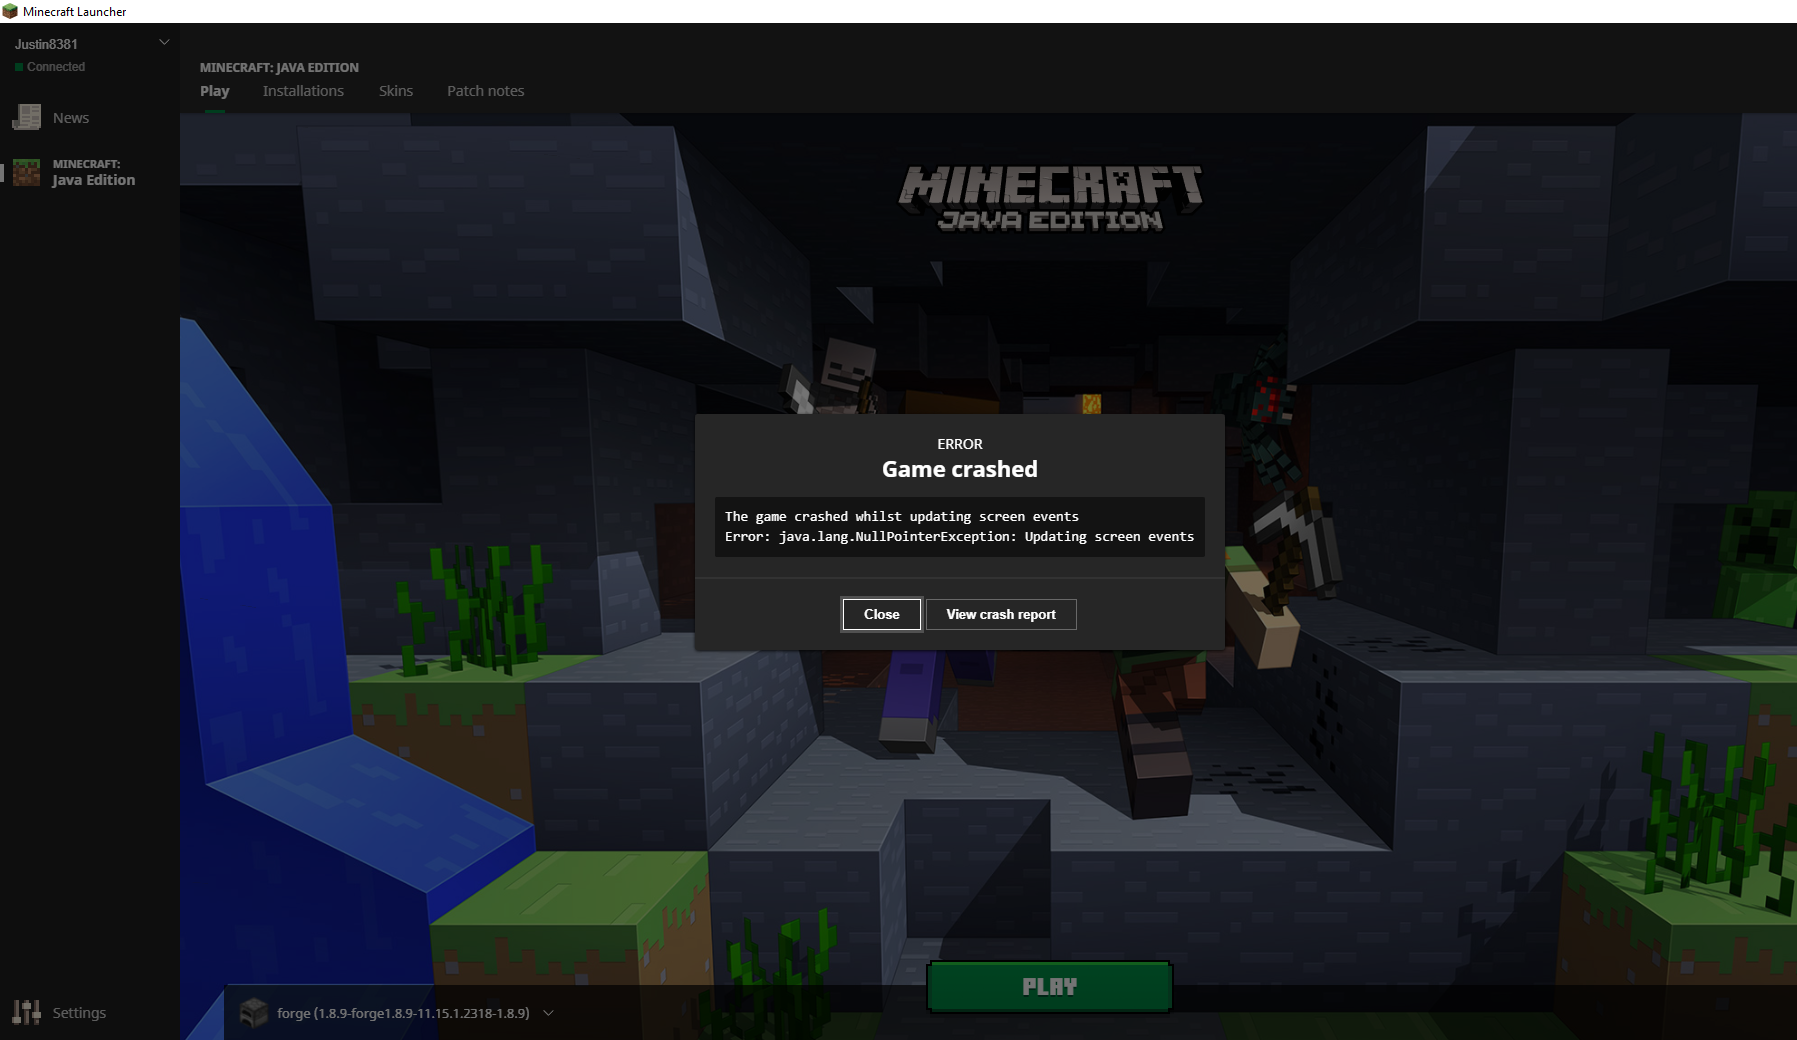 Minecraft Launcher
Justin8381
Connected
News
MINECRAFT:
Java Edition
Settings
MINECRAFT: JAVA EDITION
Play Installations Skins Patch notes
MINECRAFT
JAVA EDITION
ERROR
Game crashed
The game crashed whilst updating screen events
Error: java.lang.NullPointerException: Updating screen events
Close View crash report
PLAY
forge (1.8.9-forge1.8.9-11.15.1.2318-1.8.9)